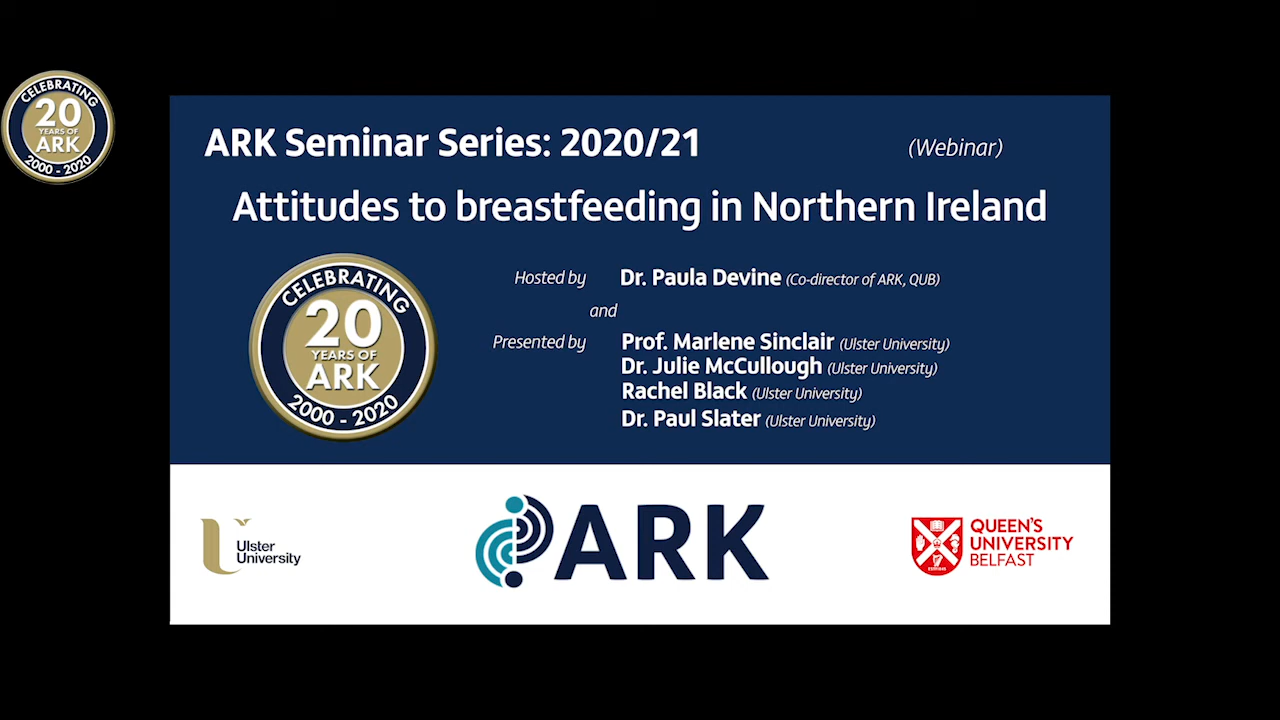 CELEBRATING
20
YEARS OF
ARK
2000 - 2020
ARK Seminar Series: 2020/21
(Webinar)
Attitudes to breastfeeding in Northern Ireland
CELEBRATING
20
YEARS OF
ARK
2000 - 2020
Hosted by Dr. Paula Devine (Co-director of ARK, QUB)
and
Presented by Prof. Marlene Sinclair (Ulster University)
Dr. Julie McCullough (Ulster University)
Rachel Black (Ulster University)
Dr. Paul Slater (Ulster University)
Ulster
University
ARK
QUEEN'S
UNIVERSITY
BELFAST